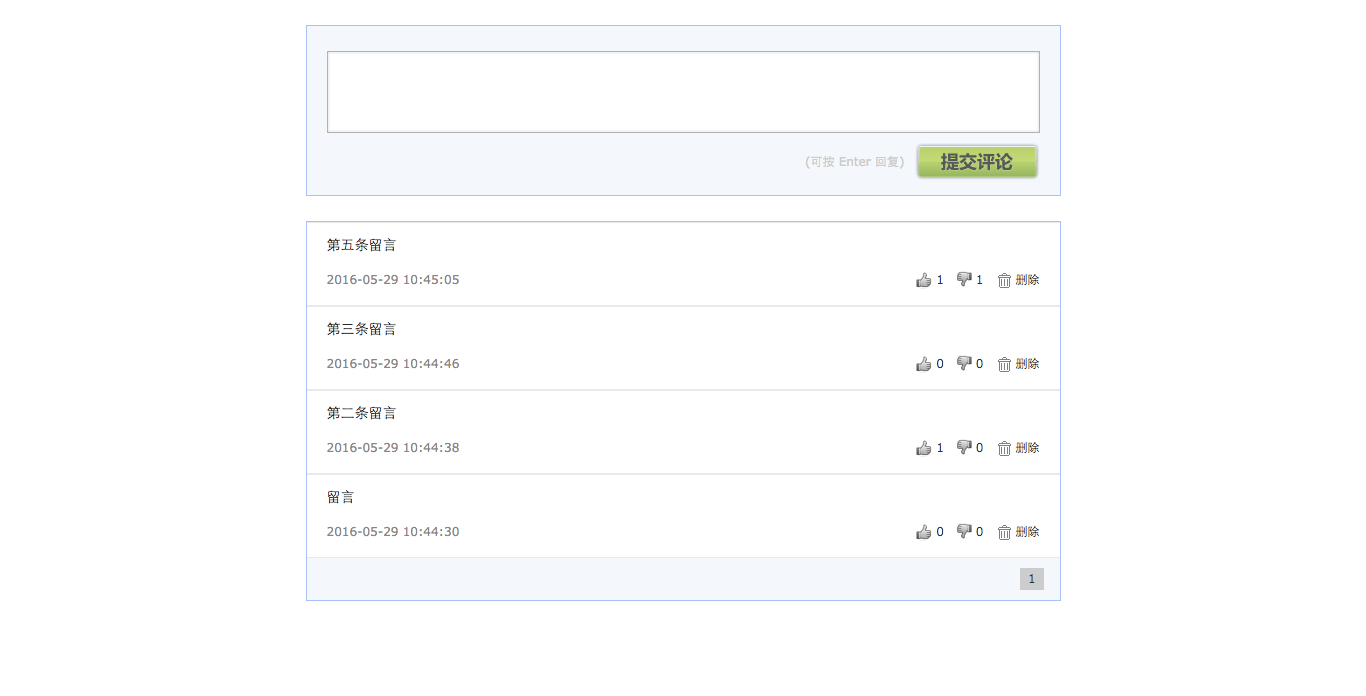 (可按 Enter 回复) 提交评论
第五条留言
2016-05-29 10:45:05 1 1 删除
第三条留言
2016-05-29 10:44:46 0 0 删除
第二条留言
2016-05-29 10:44:38 1 0 删除
留言
2016-05-29 10:44:30 0 0 删除
1